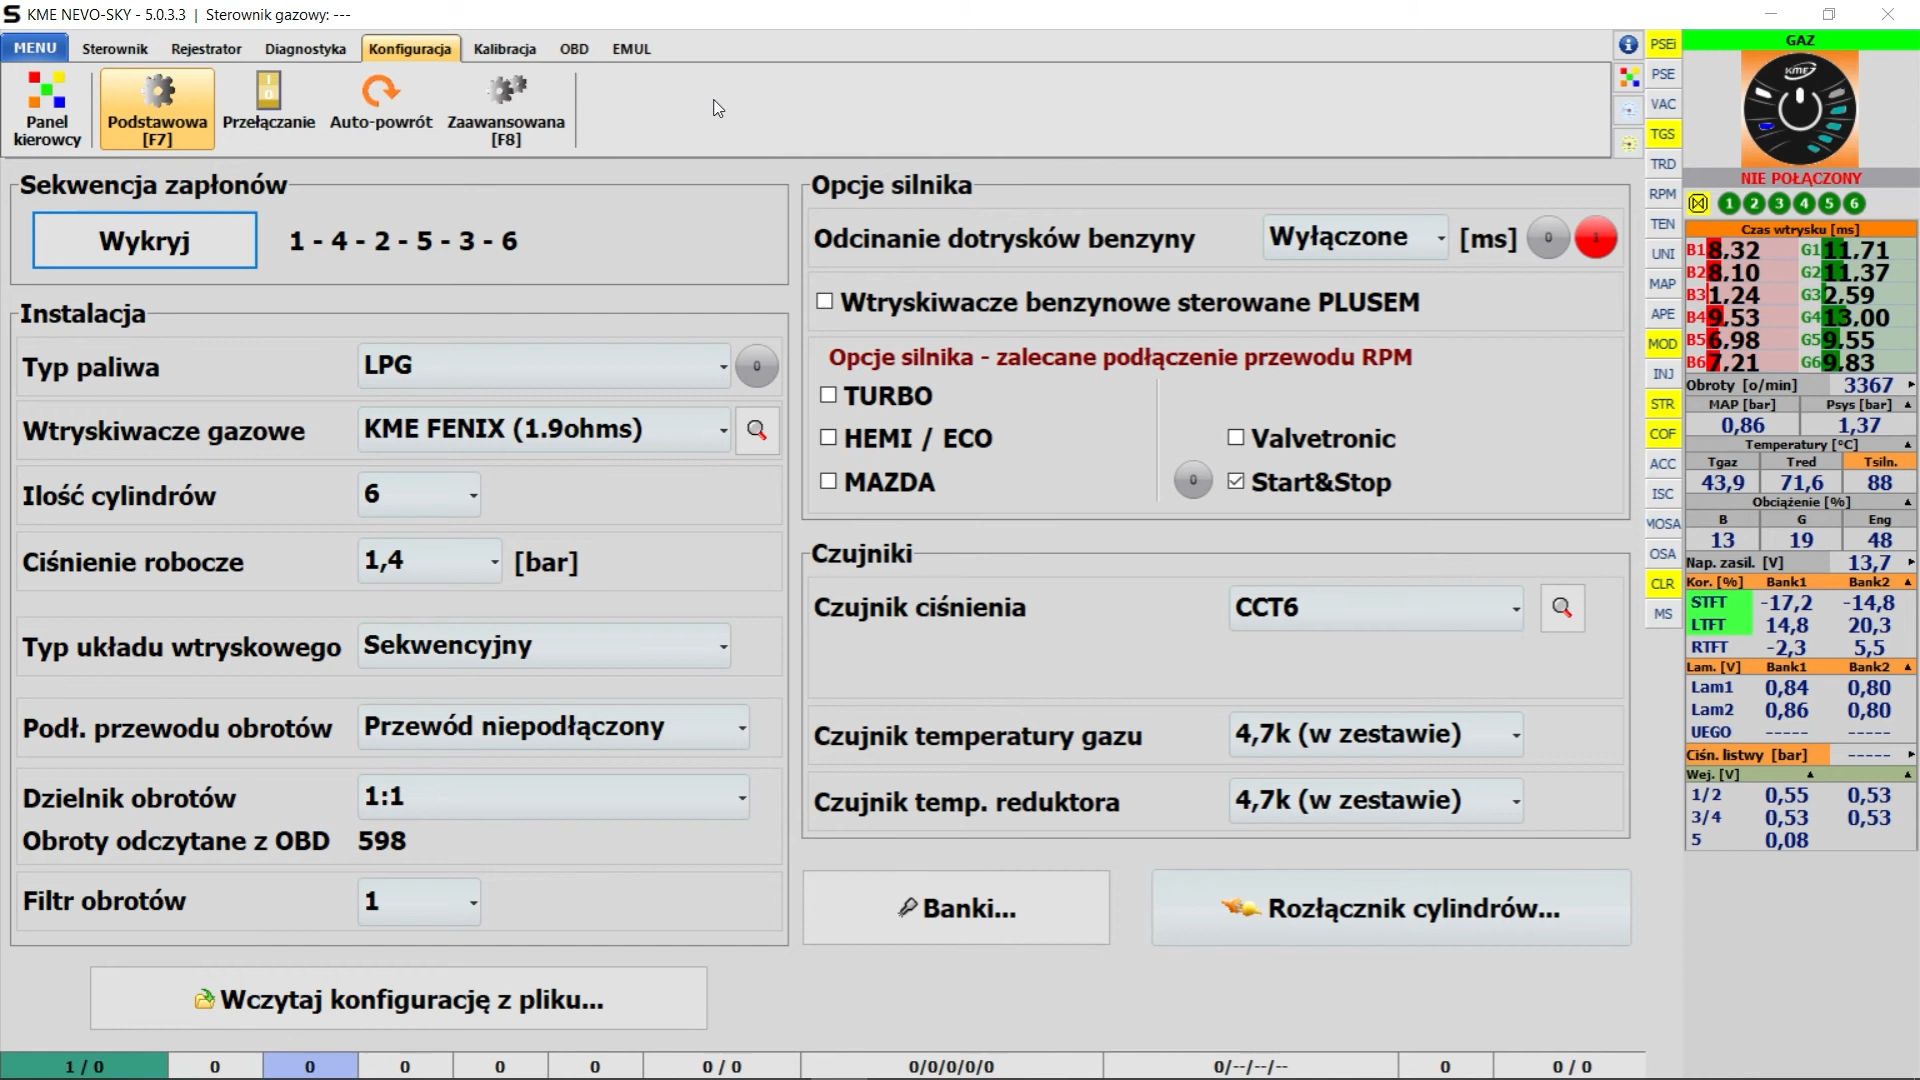 KME NEVO-SKY - 5.0.3.3 | Sterownik gazowy: ---
MENU Sterownik Rejestrator Diagnostyka Konfiguracja Kalibracja OBD EMUL
Panel kierowcy
Podstawowa [F7]
Przełączanie
Auto-powrót
Zaawansowana [F8]
Sekwencja zapłonów
Wykryj 1 - 4 - 2 - 5 - 3 - 6
Instalacja
Typ paliwa LPG 0
Wtryskiwacze gazowe KME FENIX (1.9ohms)
Ilość cylindrów 6
Ciśnienie robocze 1,4 [bar]
Typ układu wtryskowego Sekwencyjny
Podł. przewodu obrotów Przewód niepodłączony
Dzielnik obrotów 1:1
Obroty odczytane z OBD 598
Filtr obrotów 1
Wczytaj konfigurację z pliku...
Opcje silnika
Odcinanie dotrysków benzyny Wyłączone [ms] 0 1
Wtryskiwacze benzynowe sterowane PLUSEM
Opcje silnika - zalecane podłączenie przewodu RPM
TURBO
HEMI / ECO Valvetronic
MAZDA 0 Start&Stop
Czujniki
Czujnik ciśnienia CCT6
Czujnik temperatury gazu 4,7k (w zestawie)
Czujnik temp. reduktora 4,7k (w zestawie)
Banki... Rozłącznik cylindrów...
PSEi
PSE
VAC
TGS
TRD
RPM
TEN
UNI
MAP
APE
MOD
INJ
STR
COF
ACC
ISC
MOSA
OSA
CLR
MS
GAZ
KME
NIE POŁĄCZONY
1 2 3 4 5 6
Czas wtrysku [ms]
B1 8,32 G1 11,71
B2 8,10 G2 11,37
B3 1,24 G3 2,59
B4 9,53 G4 13,00
B5 6,98 G5 9,55
B6 7,21 G6 9,83
Obroty [o/min] 3367
MAP [bar] Psys [bar]
0,86 1,37
Temperatury [°C]
Tgaz Tred Tsiln.
43,9 71,6 88
Obciążenie [%]
B G Eng
13 19 48
Nap. zasil. [V] 13,7
Kor. [%] Bank1 Bank2
STFT -17,2 -14,8
LTFT 14,8 20,3
RTFT -2,3 5,5
Lam. [V] Bank1 Bank2
Lam1 0,84 0,80
Lam2 0,86 0,80
UEGO ----- -----
Ciśn. listwy [bar] -----
Wej. [V]
1/2 0,55 0,53
3/4 0,53 0,53
5 0,08
1 / 0 0 0 0 0 0 0 / 0 0/0/0/0/0 0/--/--/-- 0 0 / 0